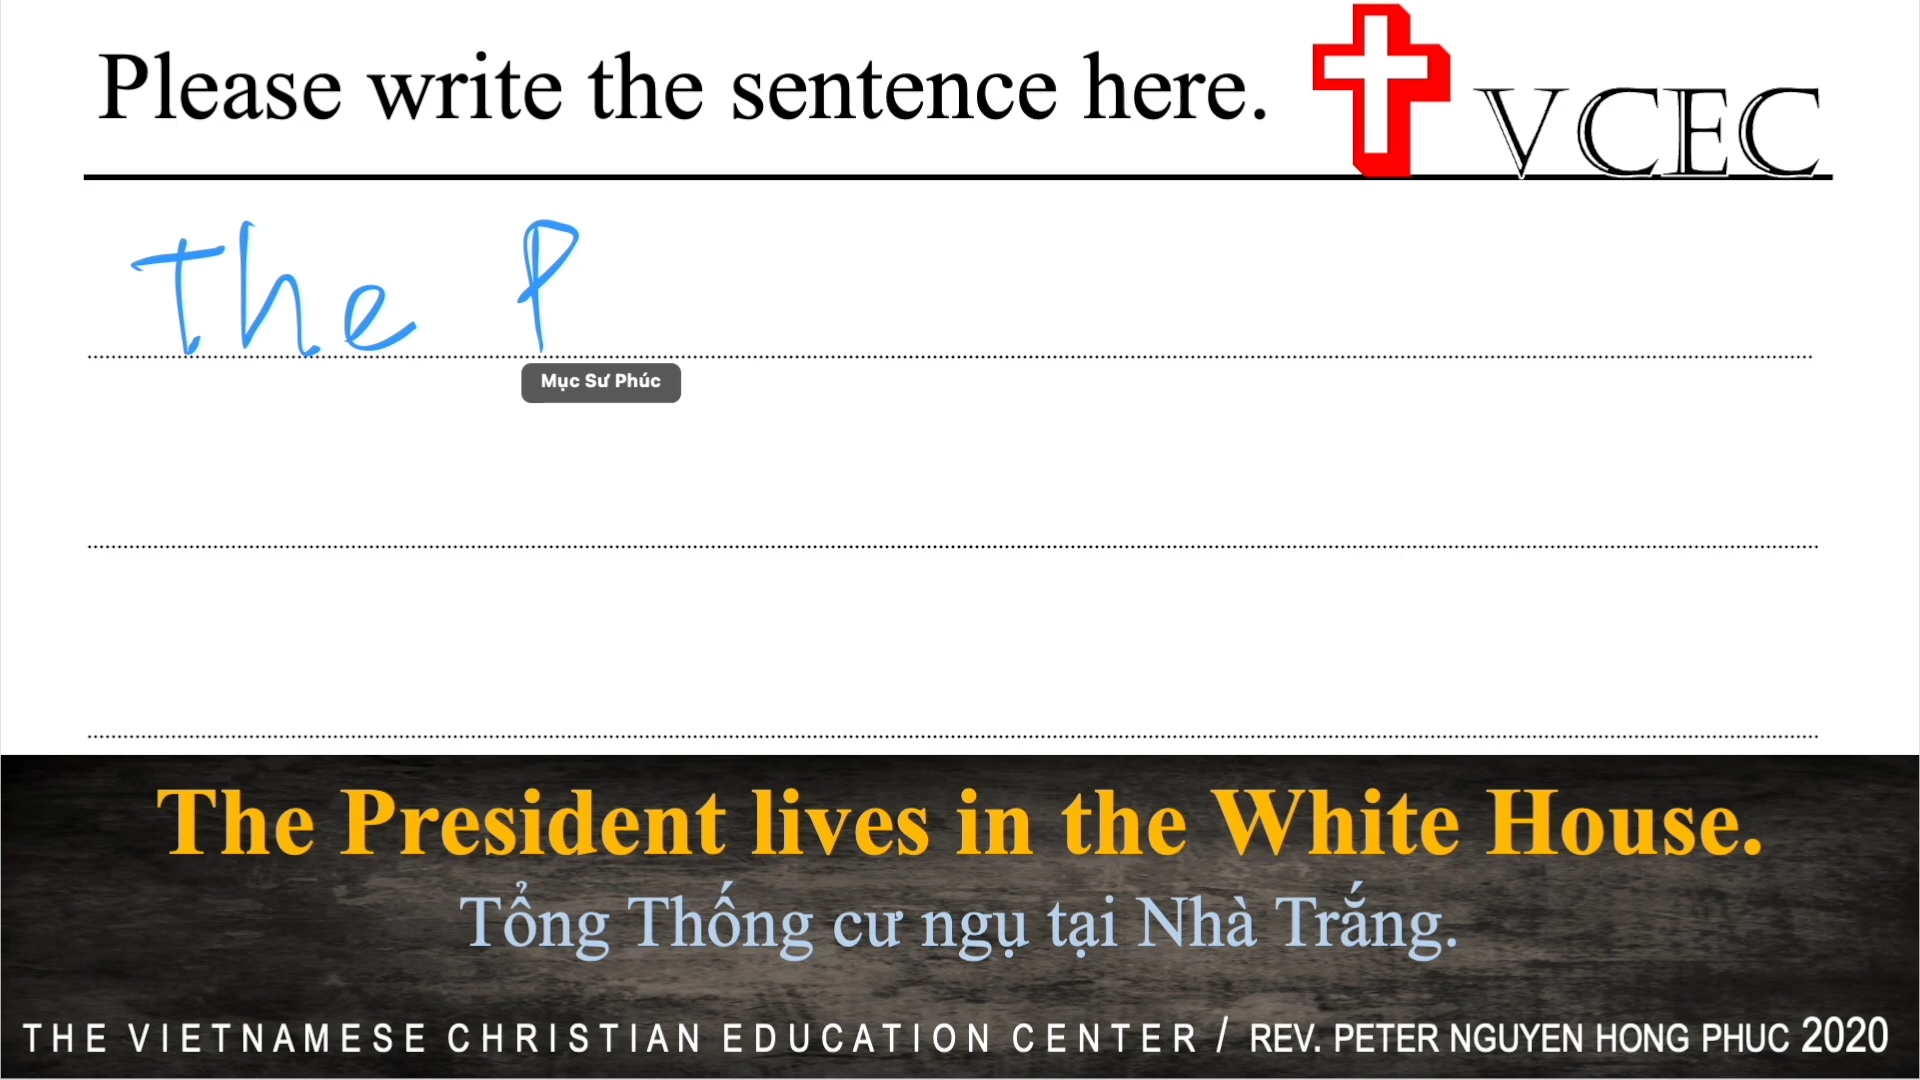 Please write the sentence here.
VCEC
The P
Mục Sư Phúc
The President lives in the White House.
Tổng Thống cư ngụ tại Nhà Trắng.
THE VIETNAMESE CHRISTIAN EDUCATION CENTER / REV. PETER NGUYEN HONG PHUC 2020